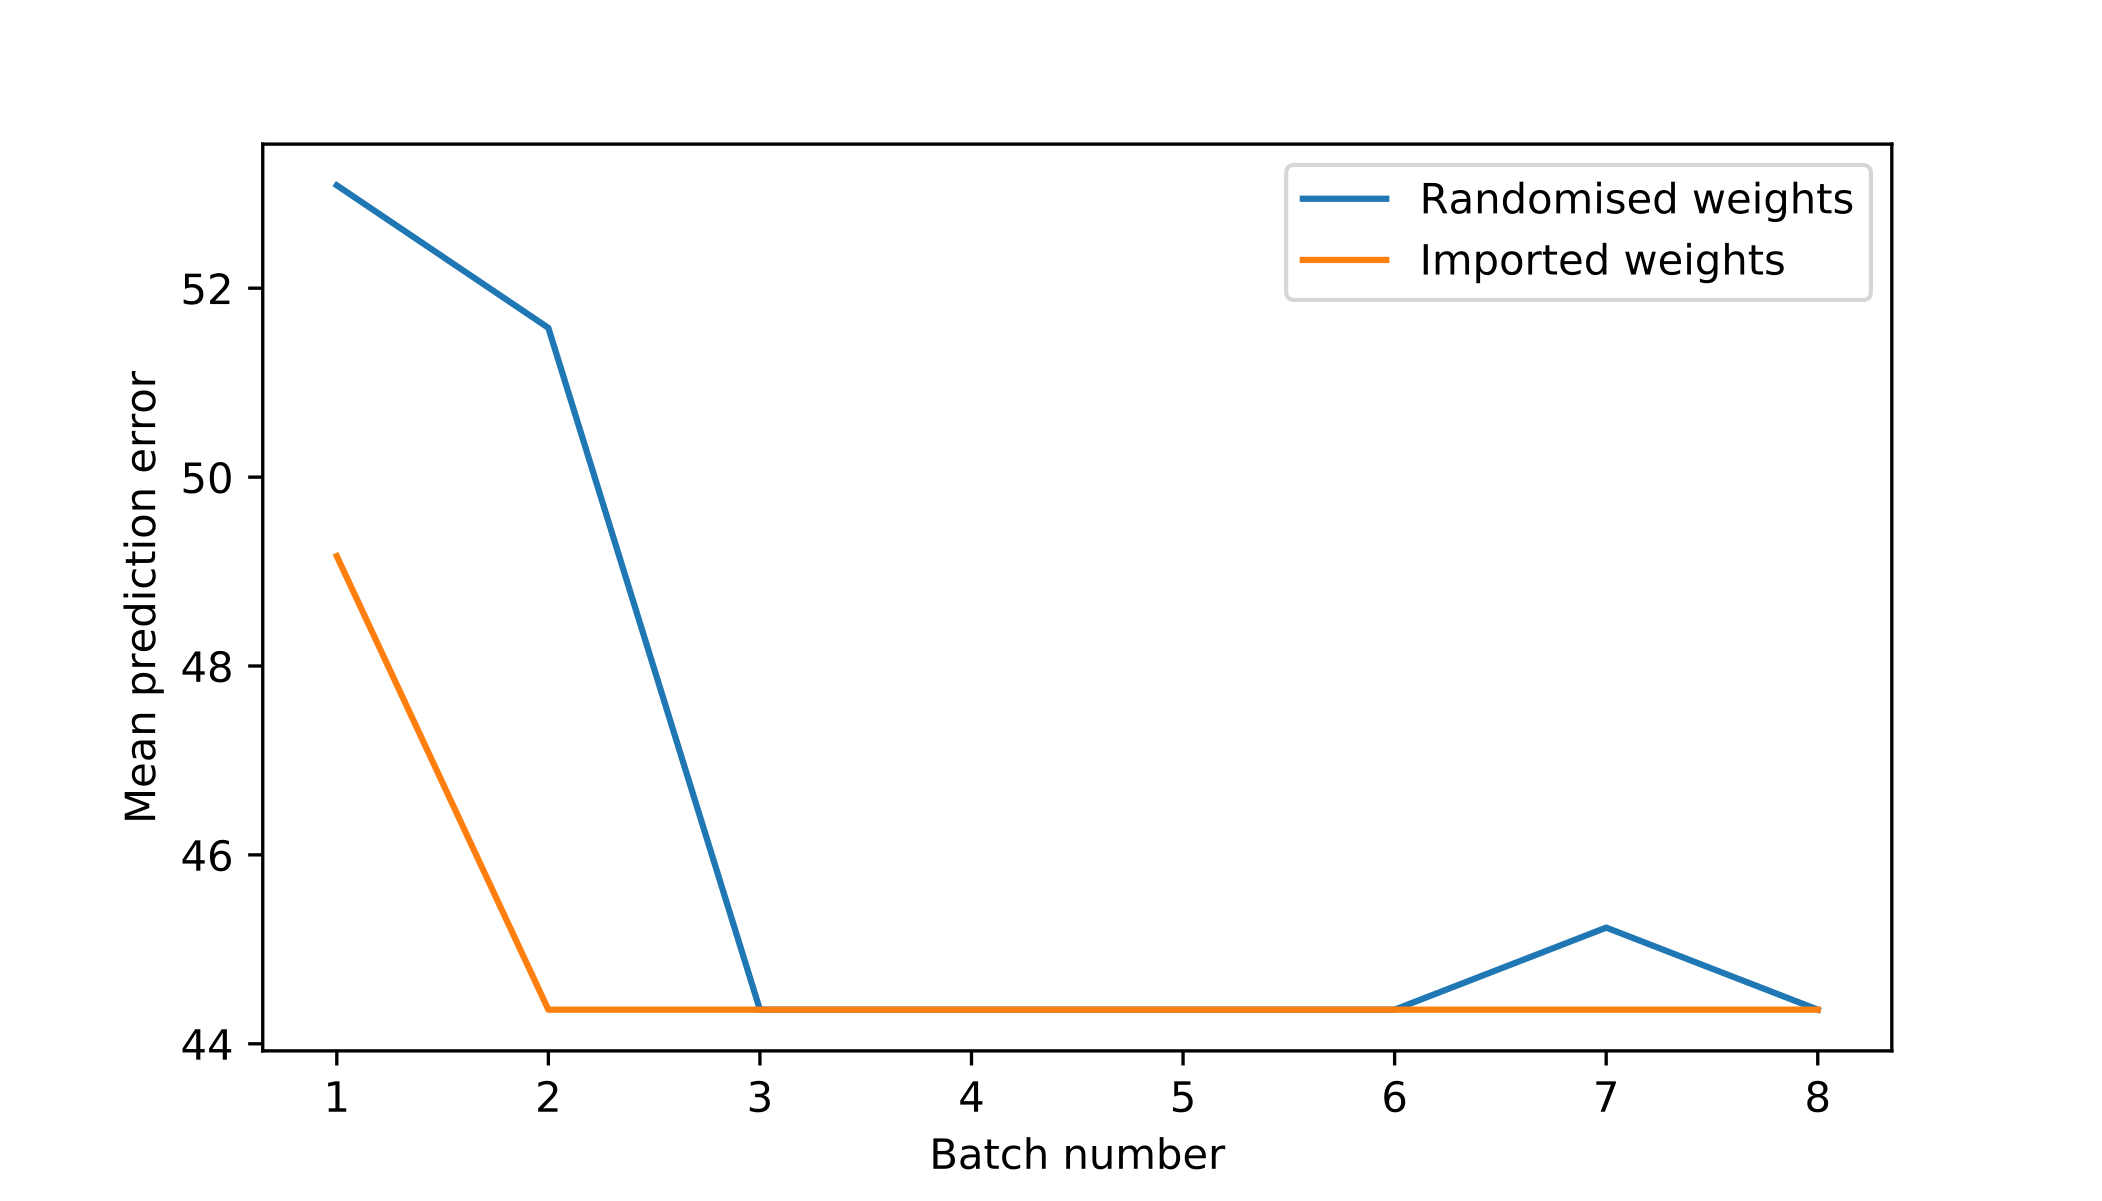 Randomised weights
Imported weights
52
50
48
46
44
Mean prediction error
1 2 3 4 5 6 7 8
Batch number